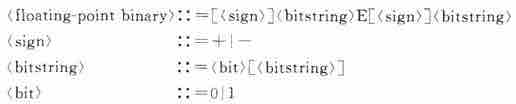 ⟨floating-point binary⟩::=[⟨sign⟩]⟨bitstring⟩E[⟨sign⟩]⟨bitstring⟩
⟨sign⟩ ::=+|−
⟨bitstring⟩ ::=⟨bit⟩[⟨bitstring⟩]
⟨bit⟩ ::=0|1